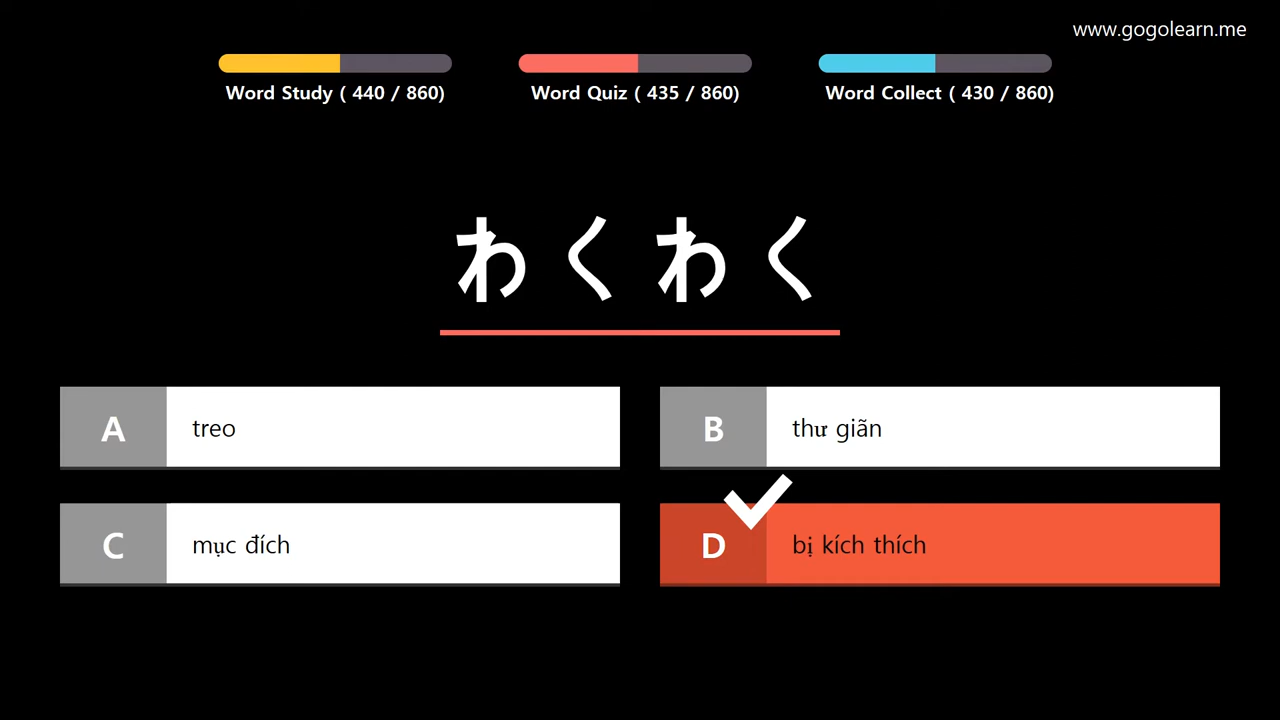 www.gogolearn.me
Word Study ( 440 / 860)
Word Quiz ( 435 / 860)
Word Collect ( 430 / 860)
わくわく
A treo
B thư giãn
C mục đích
D bị kích thích